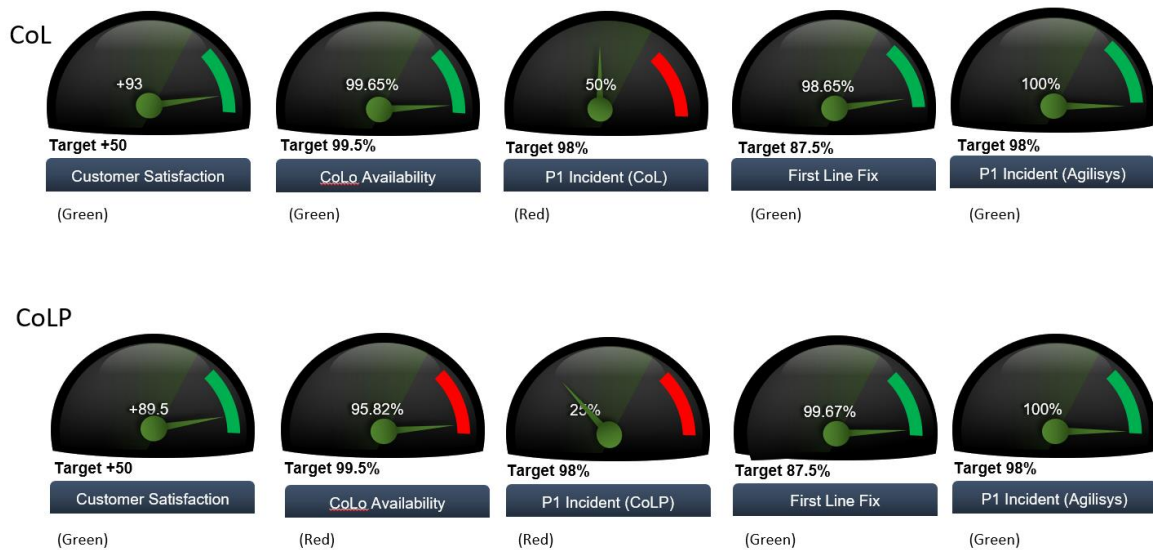 CoL
+93 99.65% 50% 98.65% 100%
Target +50 Target 99.5% Target 98% Target 87.5% Target 98%
Customer Satisfaction CoLo Availability P1 Incident (CoL) First Line Fix P1 Incident (Agilisys)
(Green) (Green) (Red) (Green) (Green)
CoLP
+89.5 95.82% 25% 99.67% 100%
Target +50 Target 99.5% Target 98% Target 87.5% Target 98%
Customer Satisfaction CoLo Availability P1 Incident (CoLP) First Line Fix P1 Incident (Agilisys)
(Green) (Red) (Red) (Green) (Green)